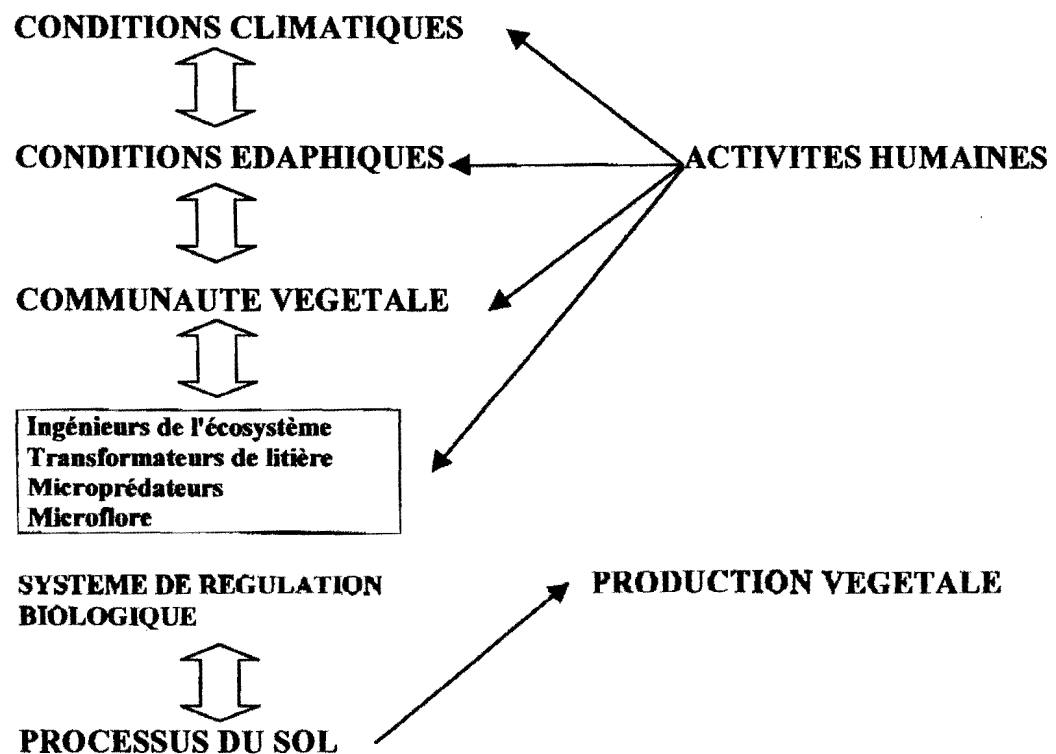 CONDITIONS CLIMATIQUES
CONDITIONS EDAPHIQUES
ACTIVITES HUMAINES
COMMUNAUTE VEGETALE
Ingénieurs de l'écosystème
Transformateurs de litière
Microprédateurs
Microflore
SYSTEME DE REGULATION
BIOLOGIQUE
PRODUCTION VEGETALE
PROCESSUS DU SOL